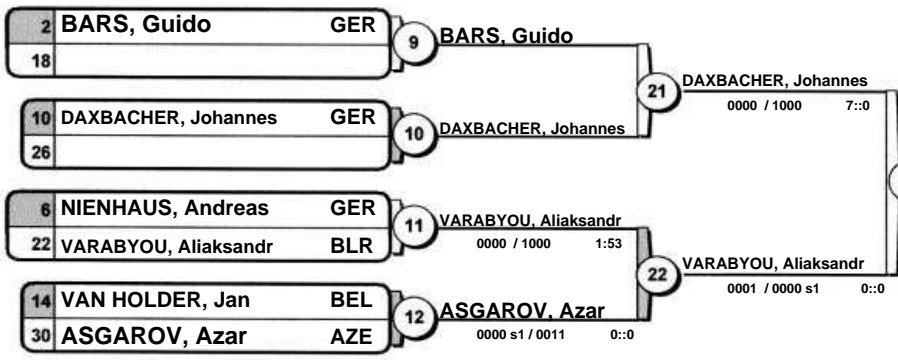 2 BARS, Guido GER
18
9 BARS, Guido
10 DAXBACHER, Johannes GER
26
10 DAXBACHER, Johannes
21 DAXBACHER, Johannes
0000 / 1000 7::0
6 NIENHAUS, Andreas GER
22 VARABYOU, Aliaksandr BLR
11 VARABYOU, Aliaksandr
0000 / 1000 1:53
14 VAN HOLDER, Jan BEL
30 ASGAROV, Azar AZE
12 ASGAROV, Azar
0000 s1 / 0011 0::0
22 VARABYOU, Aliaksandr
0001 / 0000 s1 0::0